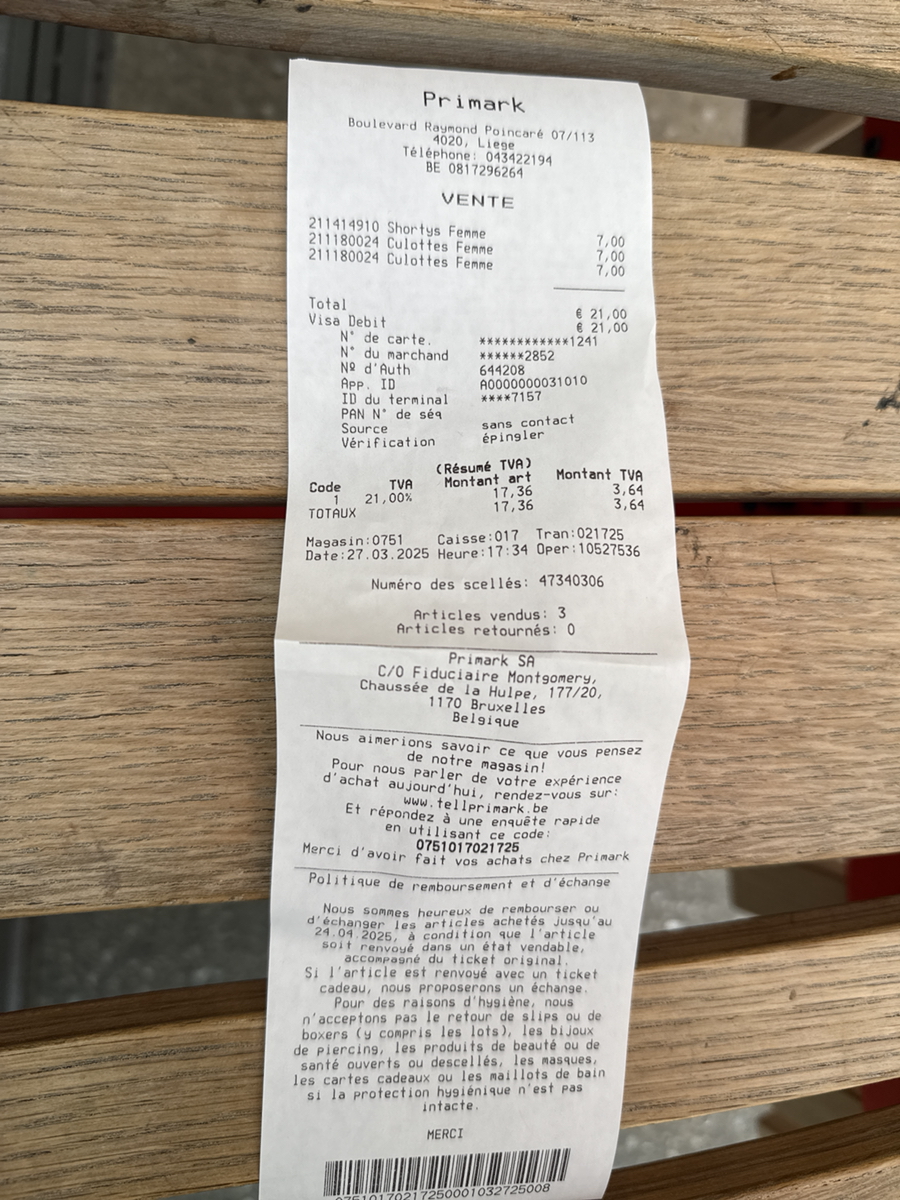 Primark
Boulevard Raymond Poincaré 07/113
4020, Liege
Téléphone: 043422194
BE 0817296264
VENTE
211414910 Shortys Femme 7,00
211180024 Culottes Femme 7,00
211180024 Culottes Femme 7,00
Total € 21,00
Visa Debit € 21,00
N° de carte. ************1241
N° du marchand ******2852
Nº d'Auth 644208
App. ID A0000000031010
ID du terminal ****7157
PAN N° de séq
Source sans contact
Vérification épingler
(Résumé TVA)
Code TVA Montant art Montant TVA
1 21,00% 17,36 3,64
TOTAUX 17,36 3,64
Magasin:0751 Caisse:017 Tran:021725
Date:27.03.2025 Heure:17:34 Oper:10527536
Numéro des scellés: 47340306
Articles vendus: 3
Articles retournés: 0
Primark SA
C/O Fiduciaire Montgomery,
Chaussée de la Hulpe, 177/20,
1170 Bruxelles
Belgique
Nous aimerions savoir ce que vous pensez
de notre magasin!
Pour nous parler de votre expérience
d'achat aujourd'hui, rendez-vous sur:
www.tellprimark.be
Et répondez à une enquête rapide
en utilisant ce code:
0751017021725
Merci d'avoir fait vos achats chez Primark
Politique de remboursement et d'échange
Nous sommes heureux de rembourser ou
d'échanger les articles achetés jusqu'au
24.04.2025, à condition que l'article
soit renvoyé dans un état vendable,
accompagné du ticket original.
Si l'article est renvoyé avec un ticket
cadeau, nous proposerons un échange.
Pour des raisons d'hygiène, nous
n'acceptons pas le retour de slips ou de
boxers (y compris les lots), les bijoux
de piercing, les produits de beauté ou de
santé ouverts ou descellés, les masques,
les cartes cadeaux ou les maillots de bain
si la protection hygiénique n'est pas
intacte.
MERCI